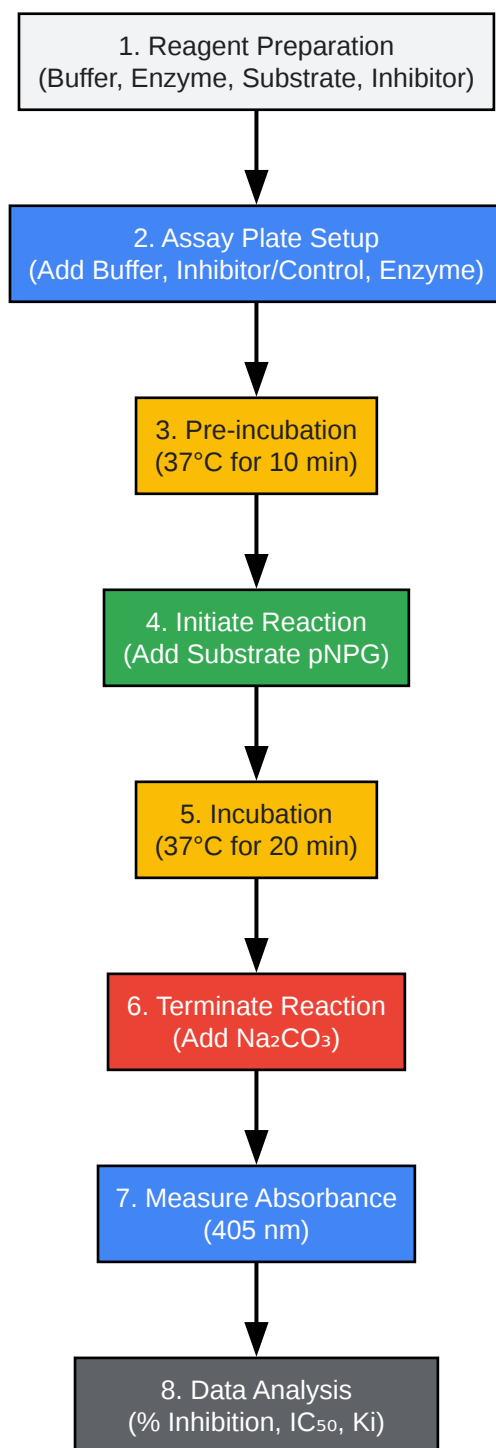 1. Reagent Preparation
(Buffer, Enzyme, Substrate, Inhibitor)
2. Assay Plate Setup
(Add Buffer, Inhibitor/Control, Enzyme)
3. Pre-incubation
(37°C for 10 min)
4. Initiate Reaction
(Add Substrate pNPG)
5. Incubation
(37°C for 20 min)
6. Terminate Reaction
(Add Na₂CO₃)
7. Measure Absorbance
(405 nm)
8. Data Analysis
(% Inhibition, IC₅₀, Ki)